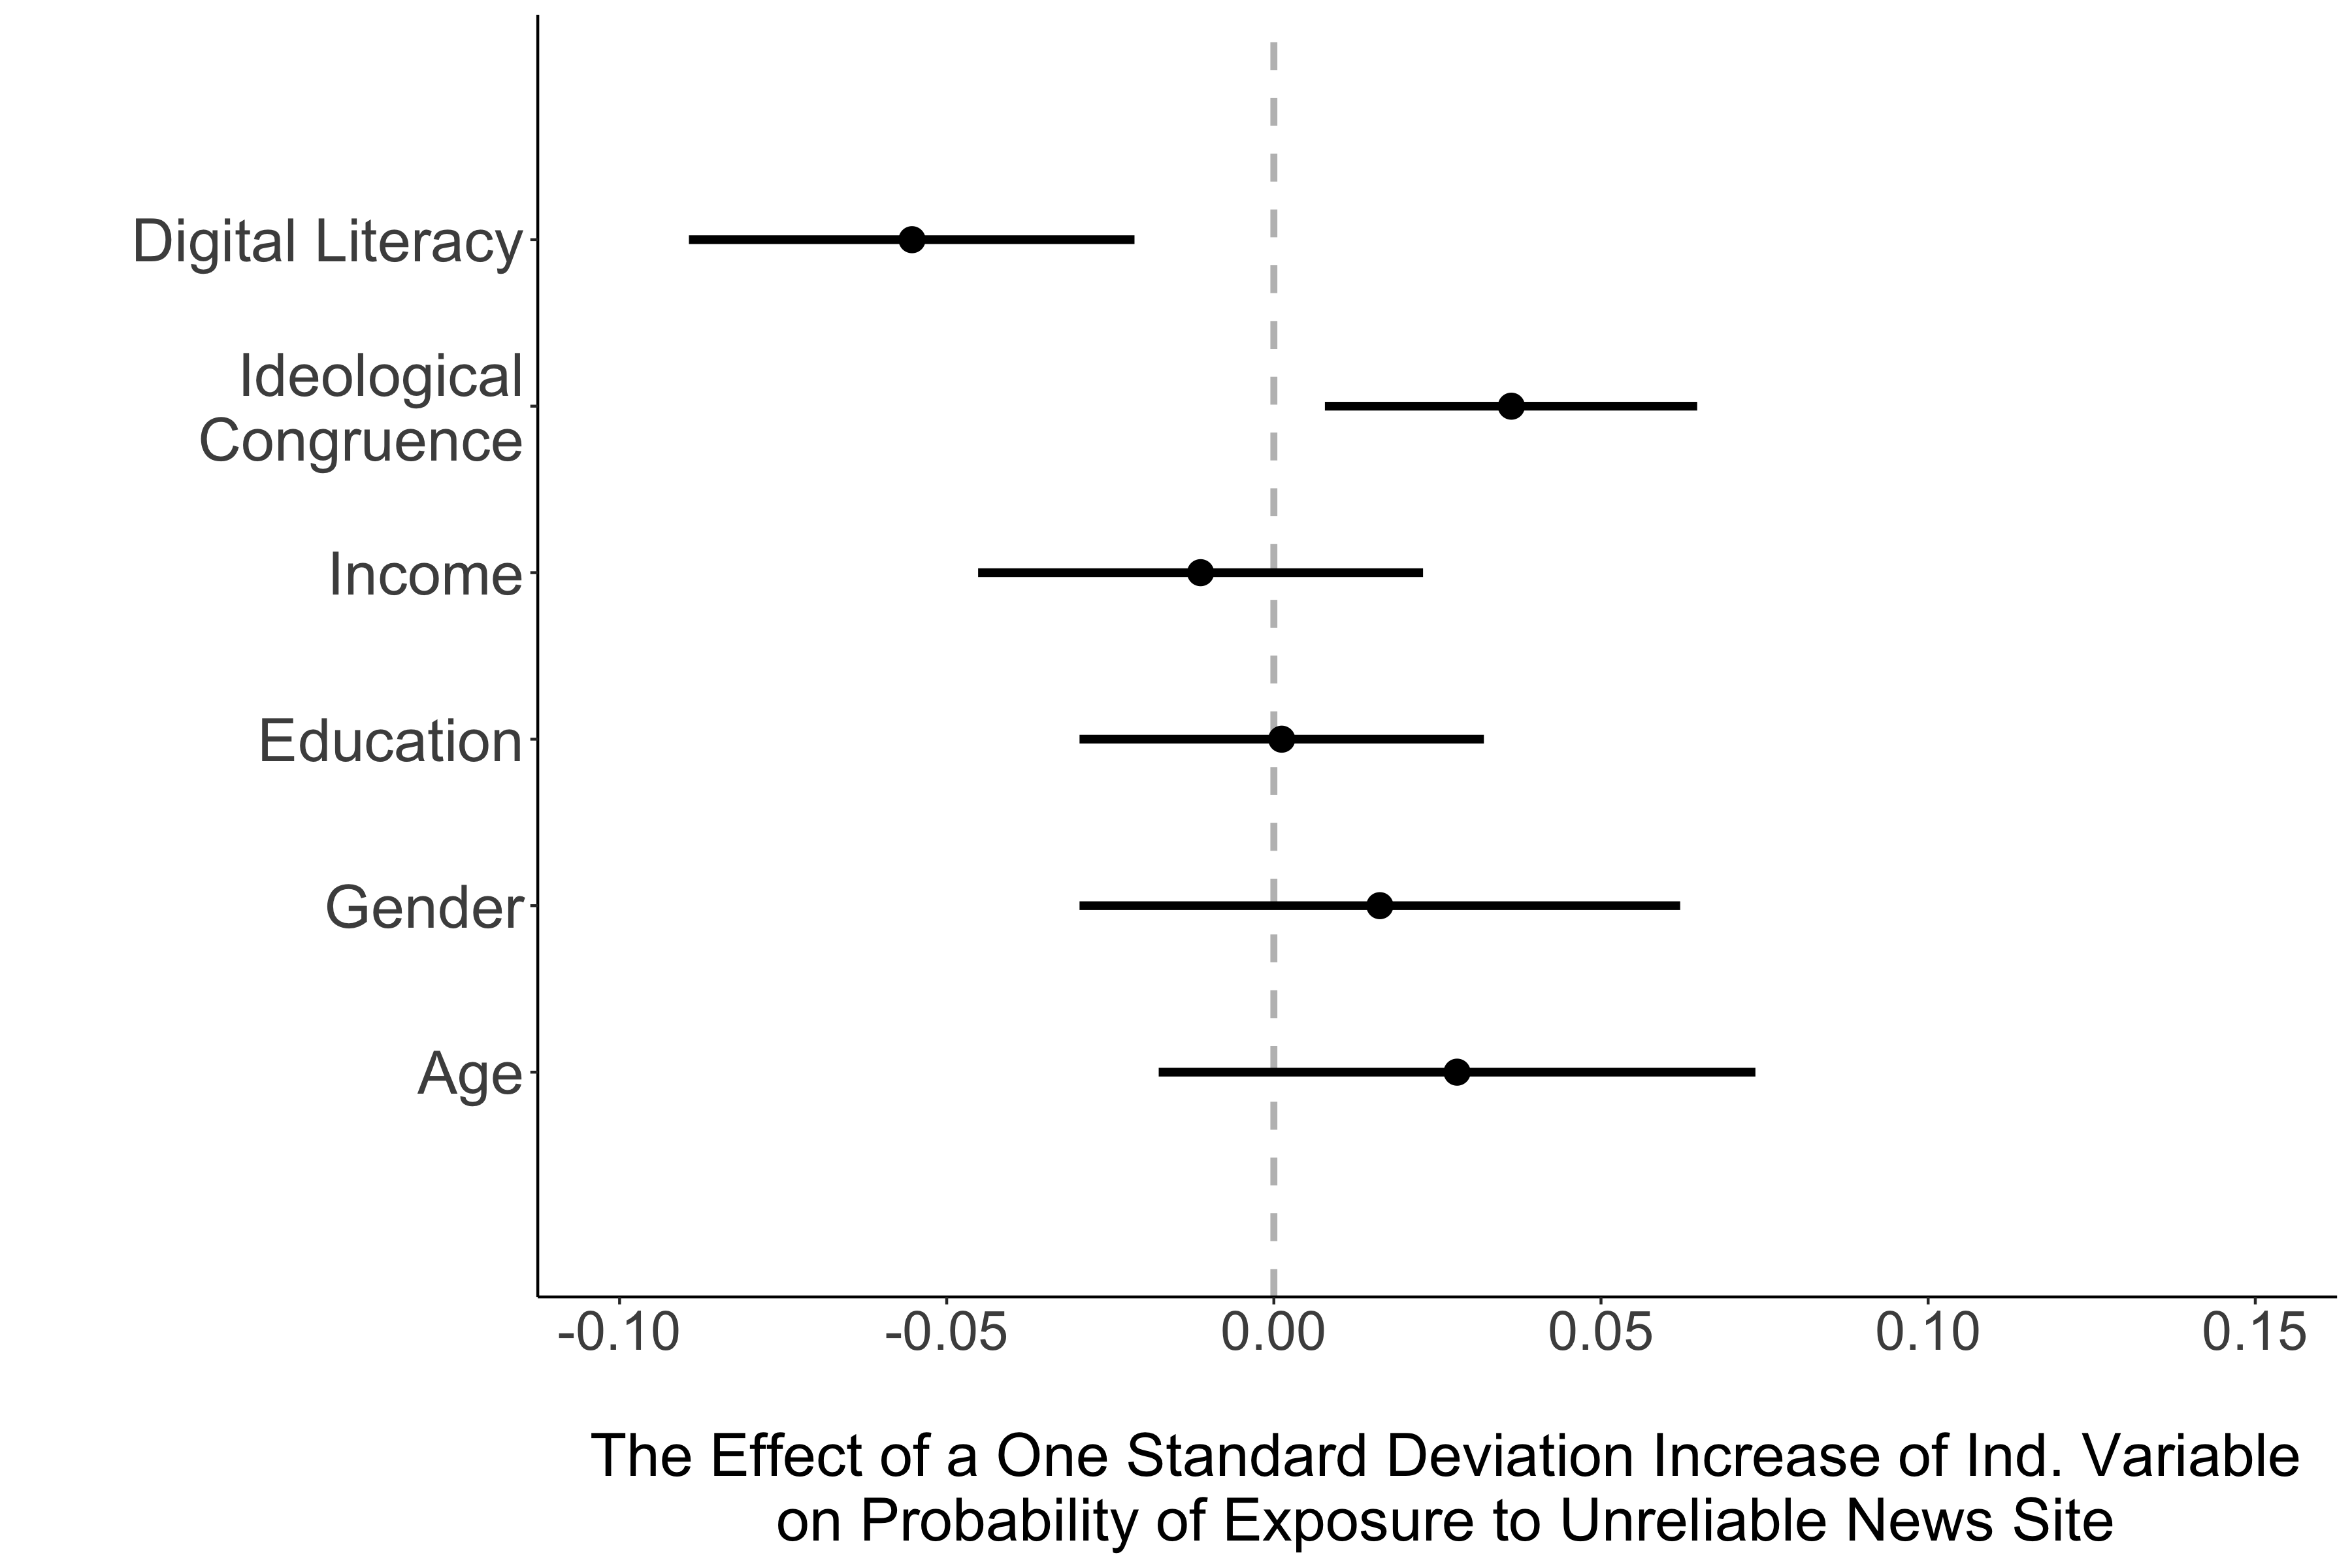 Digital Literacy
Ideological
Congruence
Income
Education
Gender
Age
-0.10 -0.05 0.00 0.05 0.10 0.15
The Effect of a One Standard Deviation Increase of Ind. Variable
on Probability of Exposure to Unreliable News Site